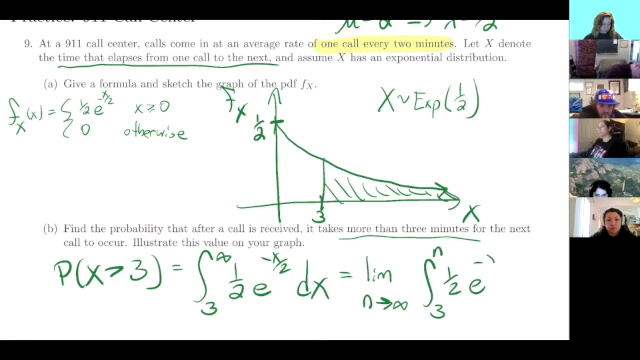 Practice: 911 Call Center
9. At a 911 call center, calls come in at an average rate of one call every two minutes. Let X denote
the time that elapses from one call to the next, and assume X has an exponential distribution.
(a) Give a formula and sketch the graph of the pdf f_X.
f_X(x) = { 1/2 e^{-x/2} x ≥ 0
{ 0 otherwise
f_X
1/2
X ~ Exp(1/2)
3
X
(b) Find the probability that after a call is received, it takes more than three minutes for the next
call to occur. Illustrate this value on your graph.
P(X > 3) = ∫_3^∞ 1/2 e^{-x/2} dx = lim_{n→∞} ∫_3^n 1/2 e^-